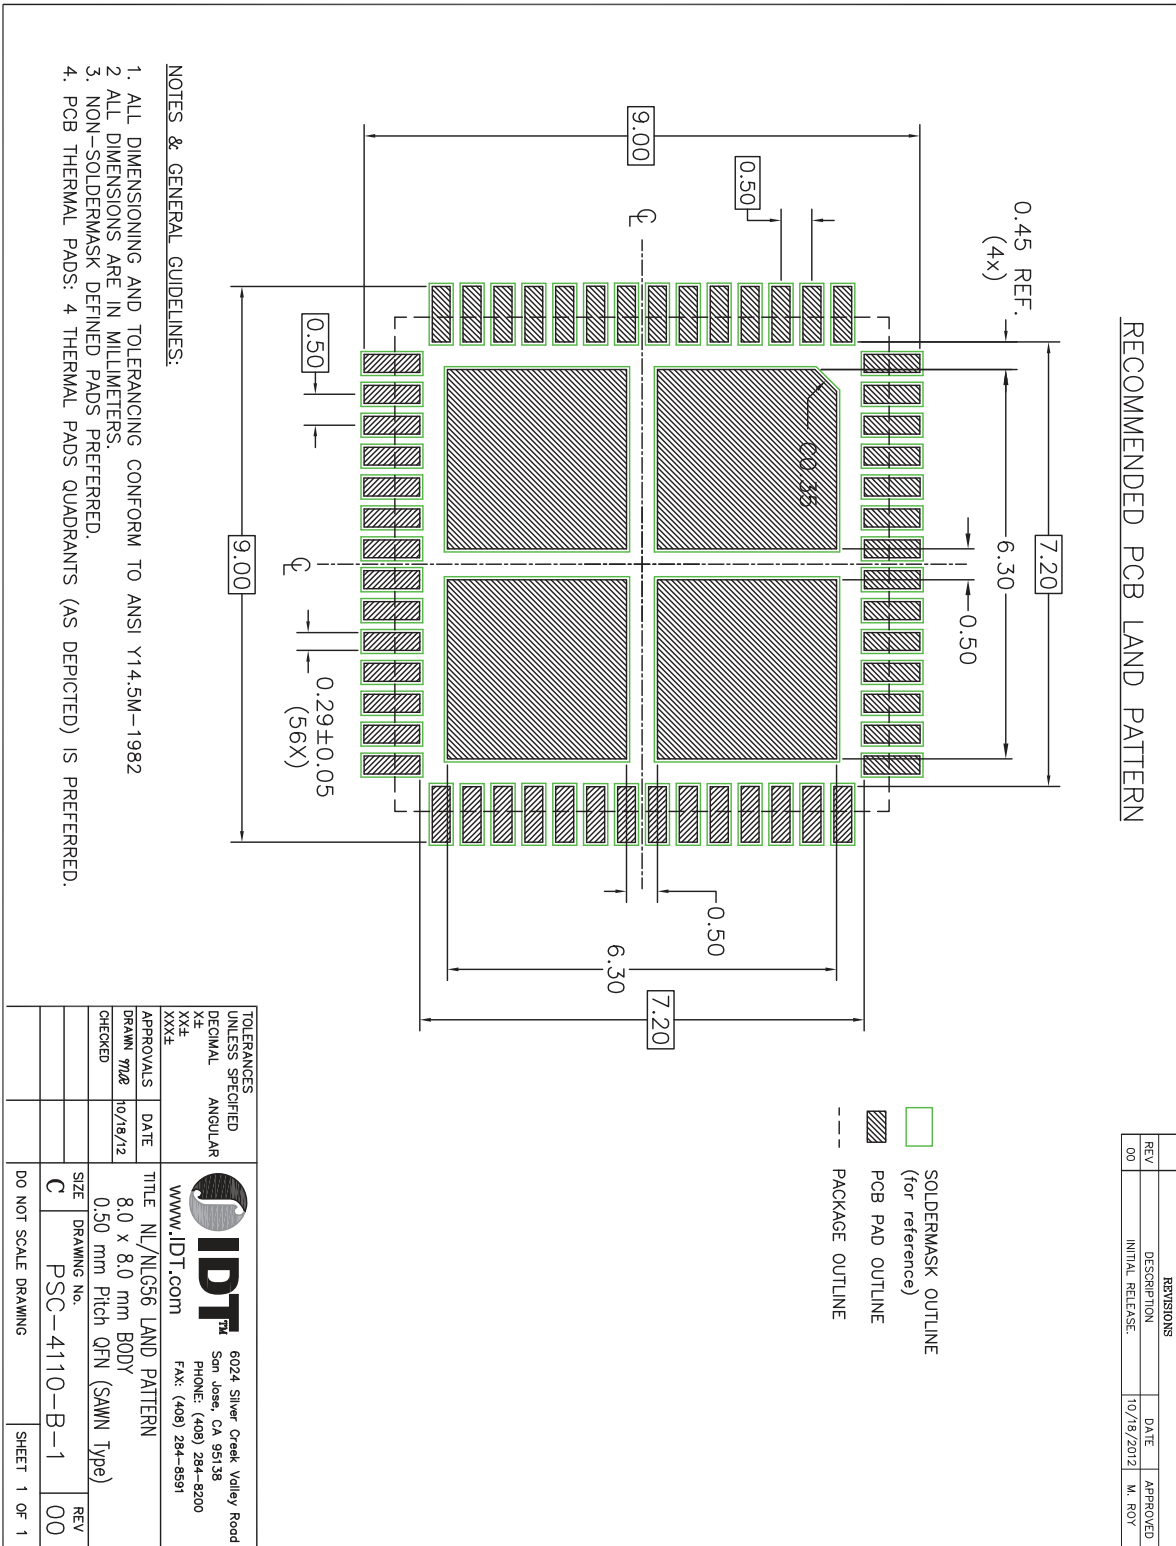 RECOMMENDED PCB LAND PATTERN
REVISIONS
REV DESCRIPTION DATE APPROVED
00 INITIAL RELEASE. 10/18/2012 M. ROY
7.20
6.30
0.50
0.45 REF.
(4x)
0.50
9.00
C0.35
0.50
6.30
7.20
0.50
0.29±0.05
(56X)
9.00
CL
CL
SOLDERMASK OUTLINE
(for reference)
PCB PAD OUTLINE
PACKAGE OUTLINE
NOTES & GENERAL GUIDELINES:
1. ALL DIMENSIONING AND TOLERANCING CONFORM TO ANSI Y14.5M-1982
2 ALL DIMENSIONS ARE IN MILLIMETERS.
3. NON-SOLDERMASK DEFINED PADS PREFERRED.
4. PCB THERMAL PADS: 4 THERMAL PADS QUADRANTS (AS DEPICTED) IS PREFERRED.
TOLERANCES
UNLESS SPECIFIED
DECIMAL ANGULAR
X±
XX±
XXX±
APPROVALS DATE
DRAWN MR 10/18/12
CHECKED
IDT™
www.IDT.com
6024 Silver Creek Valley Road
San Jose, CA 95138
PHONE: (408) 284-8200
FAX: (408) 284-8591
TITLE NL/NLG56 LAND PATTERN
8.0 x 8.0 mm BODY
0.50 mm Pitch QFN (SAWN Type)
SIZE DRAWING No. REV
C PSC-4110-B-1 00
DO NOT SCALE DRAWING SHEET 1 OF 1